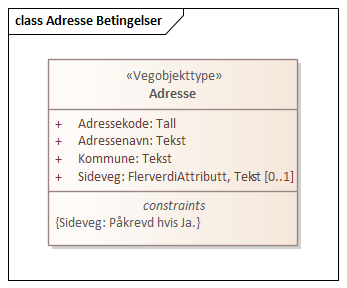 class Adresse Betingelser
«Vegobjekttype»
Adresse
+ Adressekode: Tall
+ Adressenavn: Tekst
+ Kommune: Tekst
+ Sideveg: FlerverdiAttributt, Tekst [0..1]
constraints
{Sideveg: Påkrevd hvis Ja.}